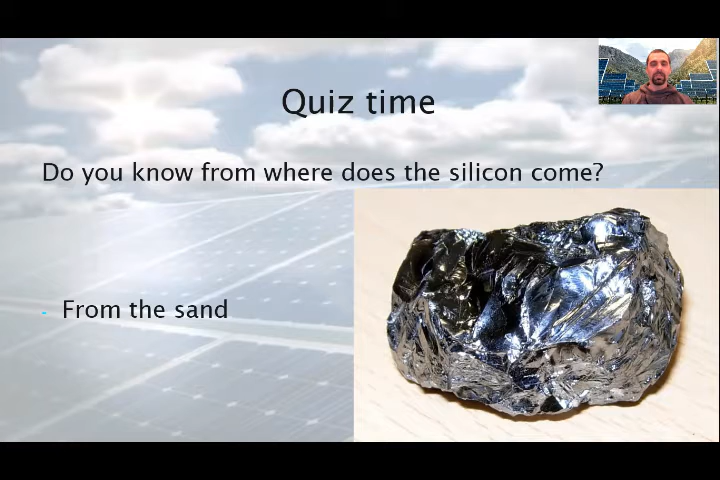 Quiz time
Do you know from where does the silicon come?
- From the sand